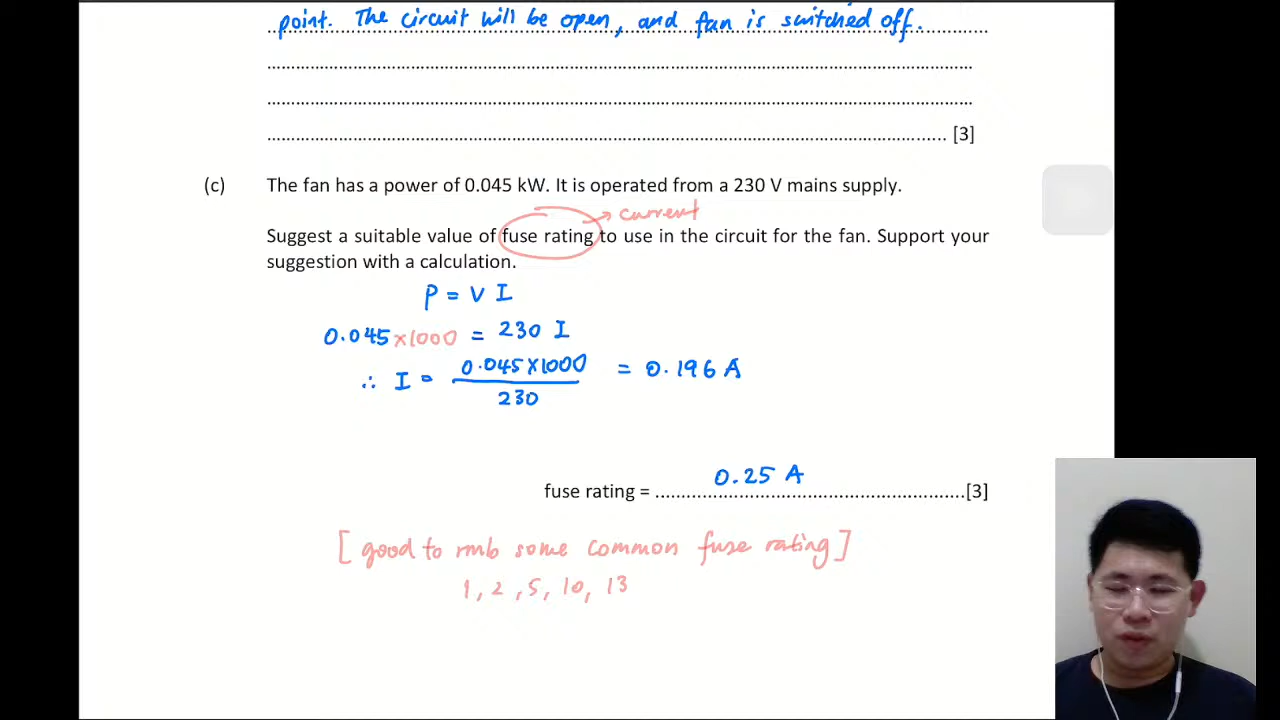 point. The circuit will be open, and fan is switched off.
[3]
(c) The fan has a power of 0.045 kW. It is operated from a 230 V mains supply.
→ current
Suggest a suitable value of fuse rating to use in the circuit for the fan. Support your
suggestion with a calculation.
P = V I
0.045 ×1000 = 230 I
∴ I = 0.045×1000 / 230 = 0.196 A
0.25 A
fuse rating = ..................................................[3]
[ good to rmb some common fuse rating ]
1, 2, 5, 10, 13